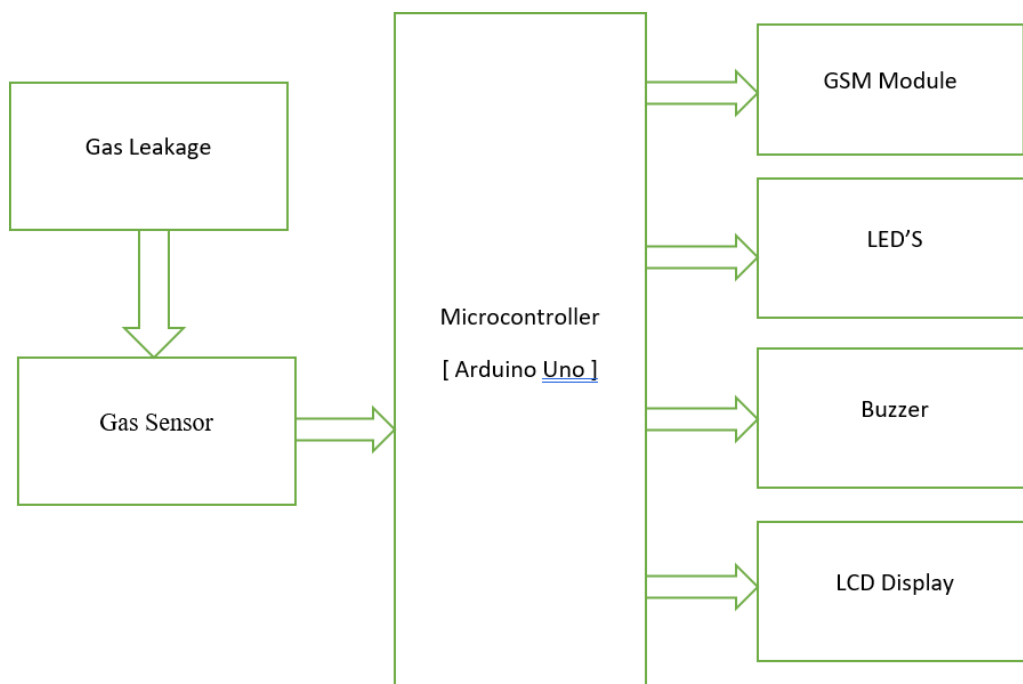 Gas Leakage
Gas Sensor
Microcontroller
[ Arduino Uno ]
GSM Module
LED’S
Buzzer
LCD Display